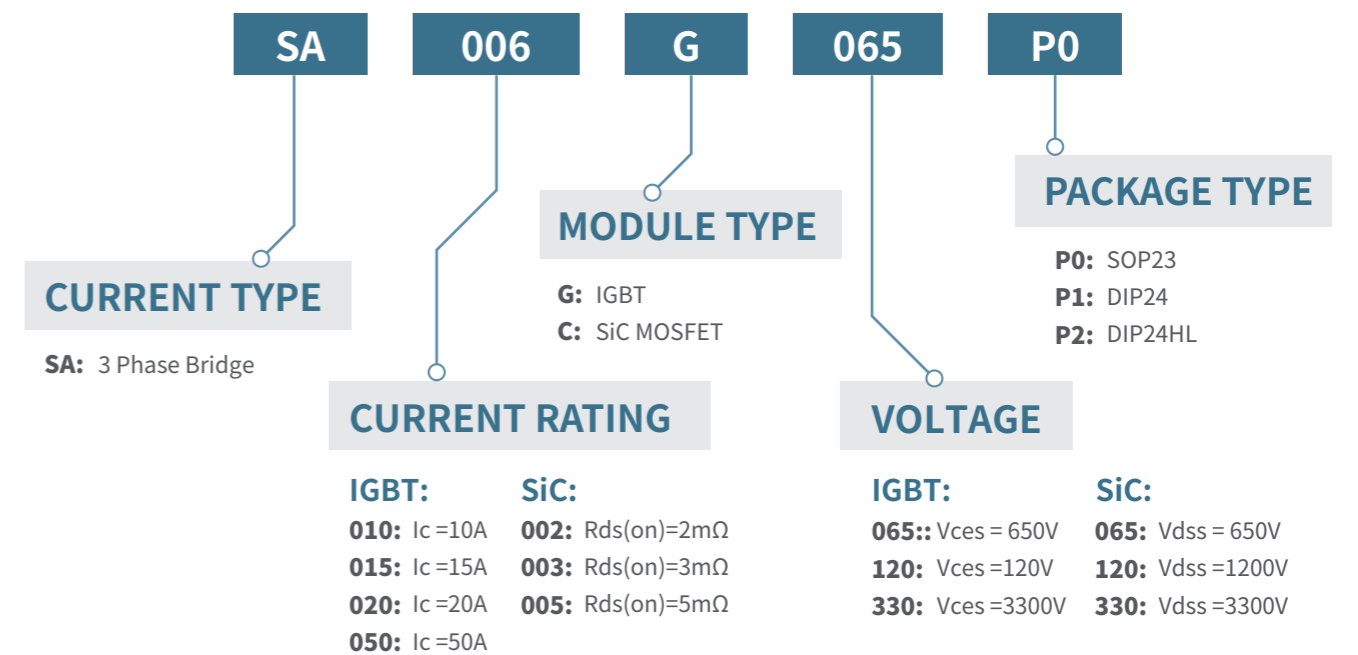 SA 006 G 065 P0
PACKAGE TYPE
P0: SOP23
P1: DIP24
P2: DIP24HL
MODULE TYPE
G: IGBT
C: SiC MOSFET
CURRENT TYPE
SA: 3 Phase Bridge
CURRENT RATING
IGBT:
010: Ic =10A
015: Ic =15A
020: Ic =20A
050: Ic =50A
SiC:
002: Rds(on)=2mΩ
003: Rds(on)=3mΩ
005: Rds(on)=5mΩ
VOLTAGE
IGBT:
065:: Vces = 650V
120: Vces =120V
330: Vces =3300V
SiC:
065: Vdss = 650V
120: Vdss =1200V
330: Vdss =3300V